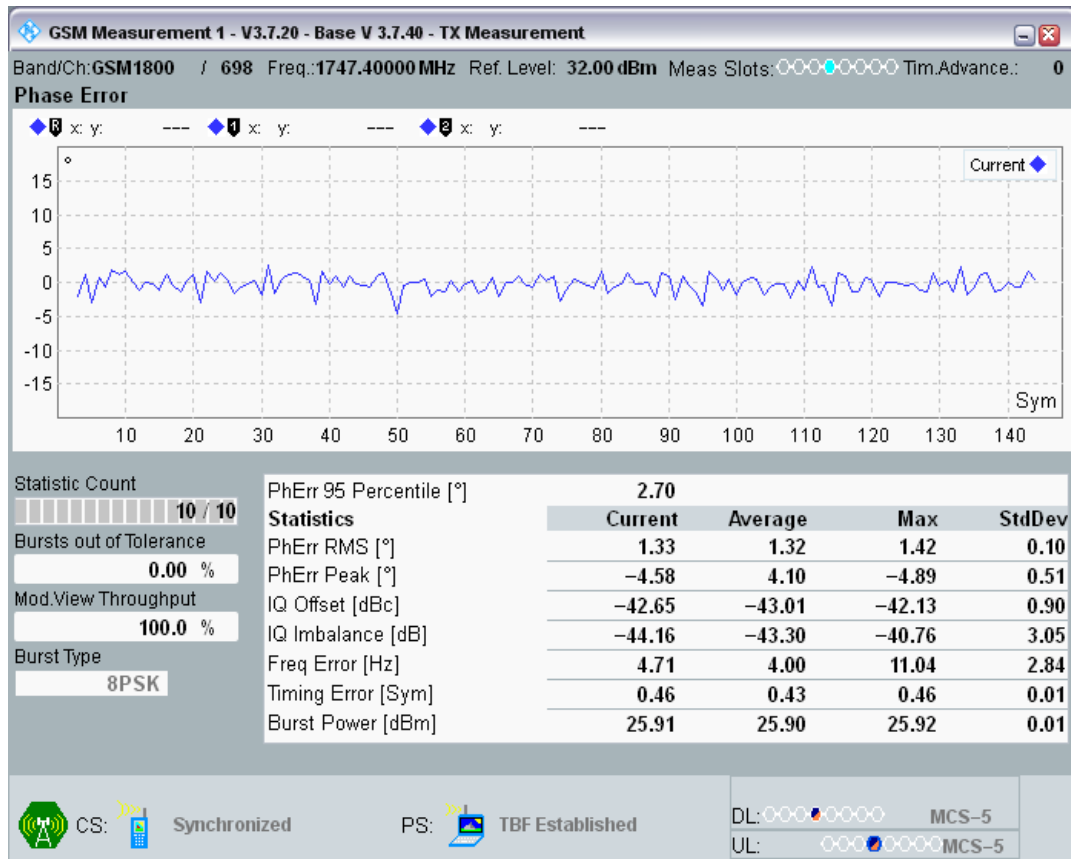 GSM Measurement 1 - V3.7.20 - Base V 3.7.40 - TX Measurement
Band/Ch:GSM1800 / 698 Freq.:1747.40000 MHz Ref. Level: 32.00 dBm Meas Slots: Tim.Advance.: 0
Phase Error
R x: y: --- 1 x: y: --- 2 x: y: ---
°
Current
15
10
5
0
-5
-10
-15
Sym
10 20 30 40 50 60 70 80 90 100 110 120 130 140
Statistic Count
10 / 10
Bursts out of Tolerance
0.00 %
Mod.View Throughput
100.0 %
Burst Type
8PSK
PhErr 95 Percentile [°] 2.70
Statistics Current Average Max StdDev
PhErr RMS [°] 1.33 1.32 1.42 0.10
PhErr Peak [°] −4.58 4.10 −4.89 0.51
IQ Offset [dBc] −42.65 −43.01 −42.13 0.90
IQ Imbalance [dB] −44.16 −43.30 −40.76 3.05
Freq Error [Hz] 4.71 4.00 11.04 2.84
Timing Error [Sym] 0.46 0.43 0.46 0.01
Burst Power [dBm] 25.91 25.90 25.92 0.01
CS: Synchronized PS: TBF Established
DL: MCS−5
UL: MCS−5